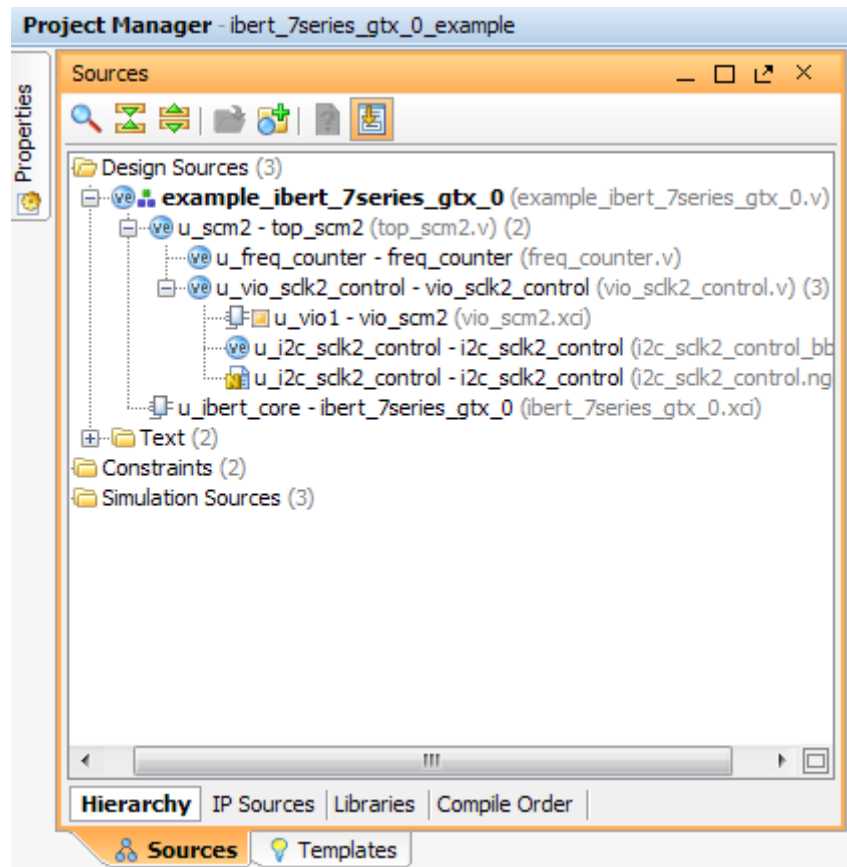 Project Manager - ibert_7series_gtx_0_example
Properties
Sources
Design Sources (3)
example_ibert_7series_gtx_0 (example_ibert_7series_gtx_0.v)
u_scm2 - top_scm2 (top_scm2.v) (2)
u_freq_counter - freq_counter (freq_counter.v)
u_vio_sclk2_control - vio_sclk2_control (vio_sclk2_control.v) (3)
u_vio1 - vio_scm2 (vio_scm2.xci)
u_i2c_sclk2_control - i2c_sclk2_control (i2c_sclk2_control_bb
u_i2c_sclk2_control - i2c_sclk2_control (i2c_sclk2_control.ng
u_ibert_core - ibert_7series_gtx_0 (ibert_7series_gtx_0.xci)
Text (2)
Constraints (2)
Simulation Sources (3)
Hierarchy IP Sources Libraries Compile Order
Sources Templates